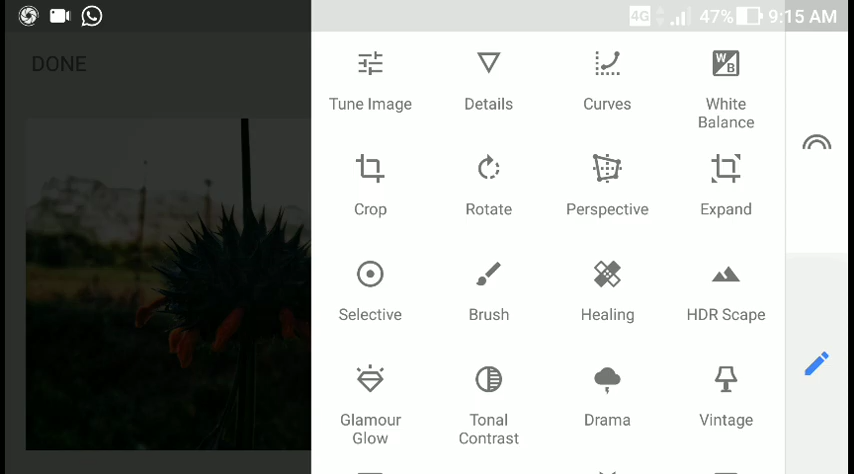 4G 47% 9:15 AM
DONE
Tune Image Details Curves White
Balance
Crop Rotate Perspective Expand
Selective Brush Healing HDR Scape
Glamour Tonal Drama Vintage
Glow Contrast
W
B